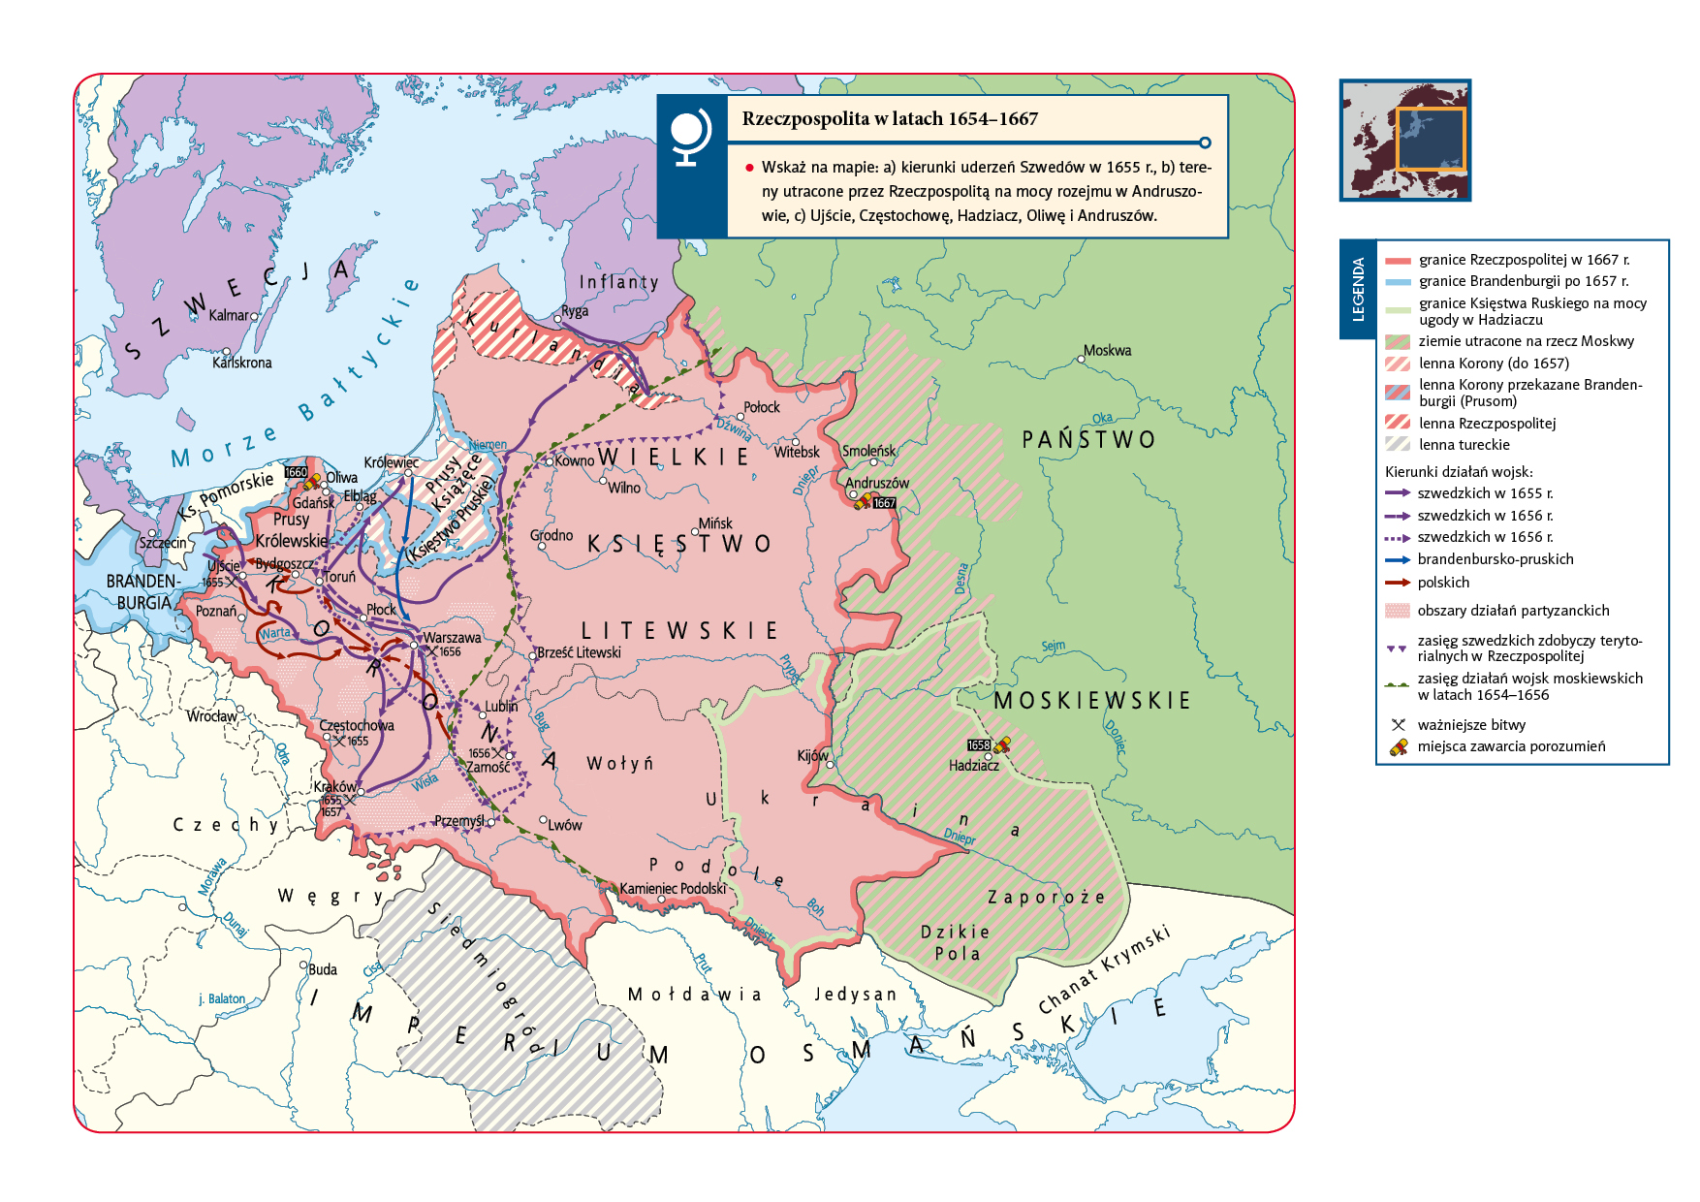 Rzeczpospolita w latach 1654–1667
● Wskaż na mapie: a) kierunki uderzeń Szwedów w 1655 r., b) tere-
ny utracone przez Rzeczpospolitą na mocy rozejmu w Andruszo-
wie, c) Ujście, Częstochowę, Hadziacz, Oliwę i Andruszów.
SZWECJA
Kalmar
Karlskrona
Morze Bałtyckie
Inflanty
Ryga
Kurlandia
Moskwa
Oka
PAŃSTWO
MOSKIEWSKIE
Połock
Dźwina
Witebsk
Dniepr
Smoleńsk
Andruszów
1667
Niemen
Kowno
Wilno
WIELKIE
KSIĘSTWO
LITEWSKIE
Mińsk
Grodno
Królewiec
Prusy
Książęce
(Księstwo Pruskie)
1660
Oliwa
Gdańsk
Elbląg
Prusy
Królewskie
Ks. Pomorskie
Szczecin
BRANDEN-
BURGIA
Ujście
1655
Bydgoszcz
Toruń
Poznań
Warta
Płock
Warszawa
1656
Brześć Litewski
KORONA
Desna
Sejm
Prypeć
Doniec
Wrocław
Odra
Częstochowa
1655
Lublin
Bug
1656
Zamość
Wołyń
Kijów
1658
Hadziacz
Kraków
1655
1657
Wisła
Przemyśl
Lwów
Ukraina
Dniepr
Czechy
Morawa
Węgry
Dunaj
Podole
Kamieniec Podolski
Boh
Dniestr
Zaporoże
Dzikie
Pola
Siedmiogród
Cisa
Buda
j. Balaton
Prut
Mołdawia
Jedysan
Chanat Krymski
IMPERIUM OSMAŃSKIE
LEGENDA
granice Rzeczpospolitej w 1667 r.
granice Brandenburgii po 1657 r.
granice Księstwa Ruskiego na mocy
ugody w Hadziaczu
ziemie utracone na rzecz Moskwy
lenna Korony (do 1657)
lenna Korony przekazane Branden-
burgii (Prusom)
lenna Rzeczpospolitej
lenna tureckie
Kierunki działań wojsk:
szwedzkich w 1655 r.
szwedzkich w 1656 r.
szwedzkich w 1656 r.
brandenbursko-pruskich
polskich
obszary działań partyzanckich
zasięg szwedzkich zdobyczy teryto-
rialnych w Rzeczpospolitej
zasięg działań wojsk moskiewskich
w latach 1654–1656
ważniejsze bitwy
miejsca zawarcia porozumień